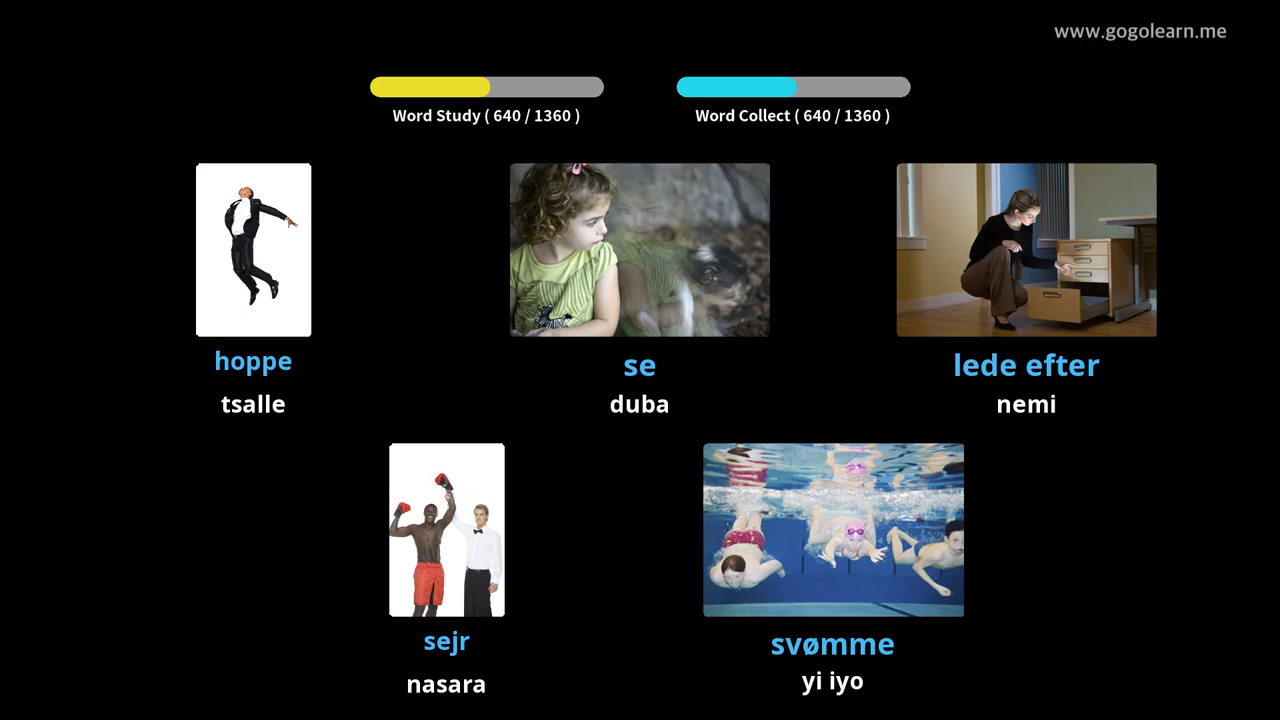 www.gogolearn.me
Word Study ( 640 / 1360 )
Word Collect ( 640 / 1360 )
hoppe
tsalle
se
duba
lede efter
nemi
sejr
nasara
svømme
yi iyo